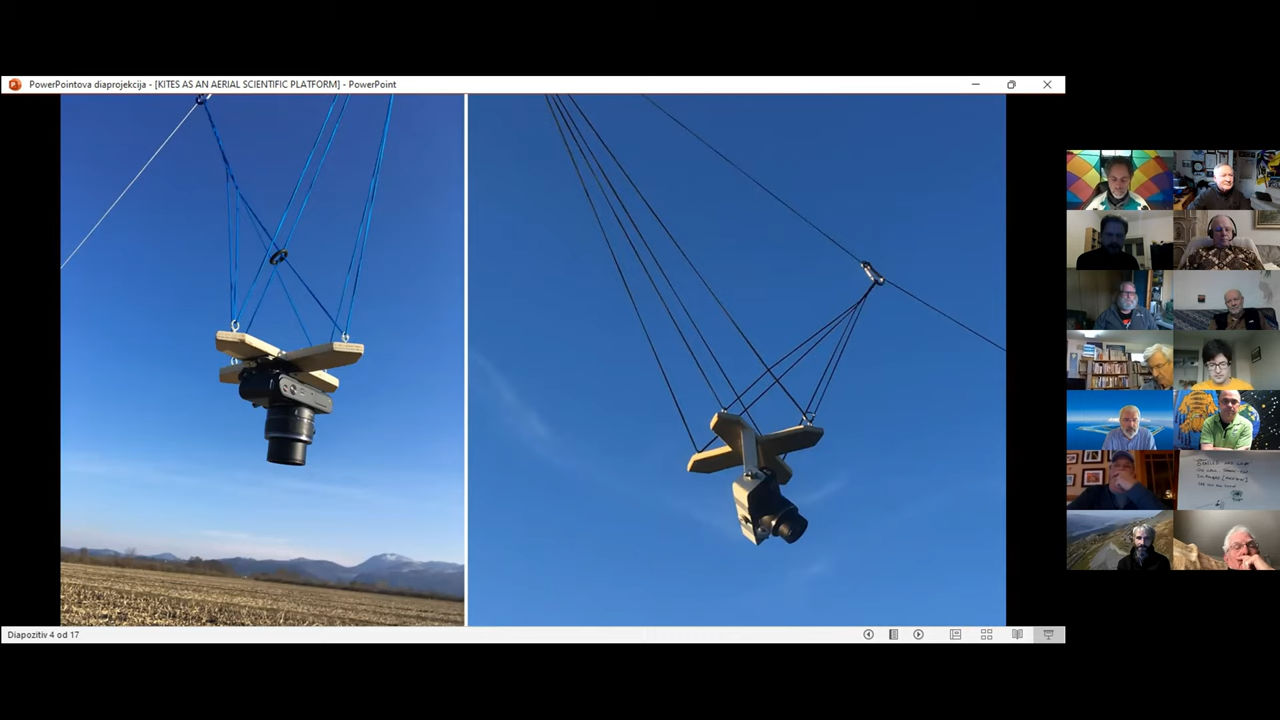 PowerPointova diaprojekcija - [KITES AS AN AERIAL SCIENTIFIC PLATFORM] - PowerPoint
Diapozitiv 4 od 17